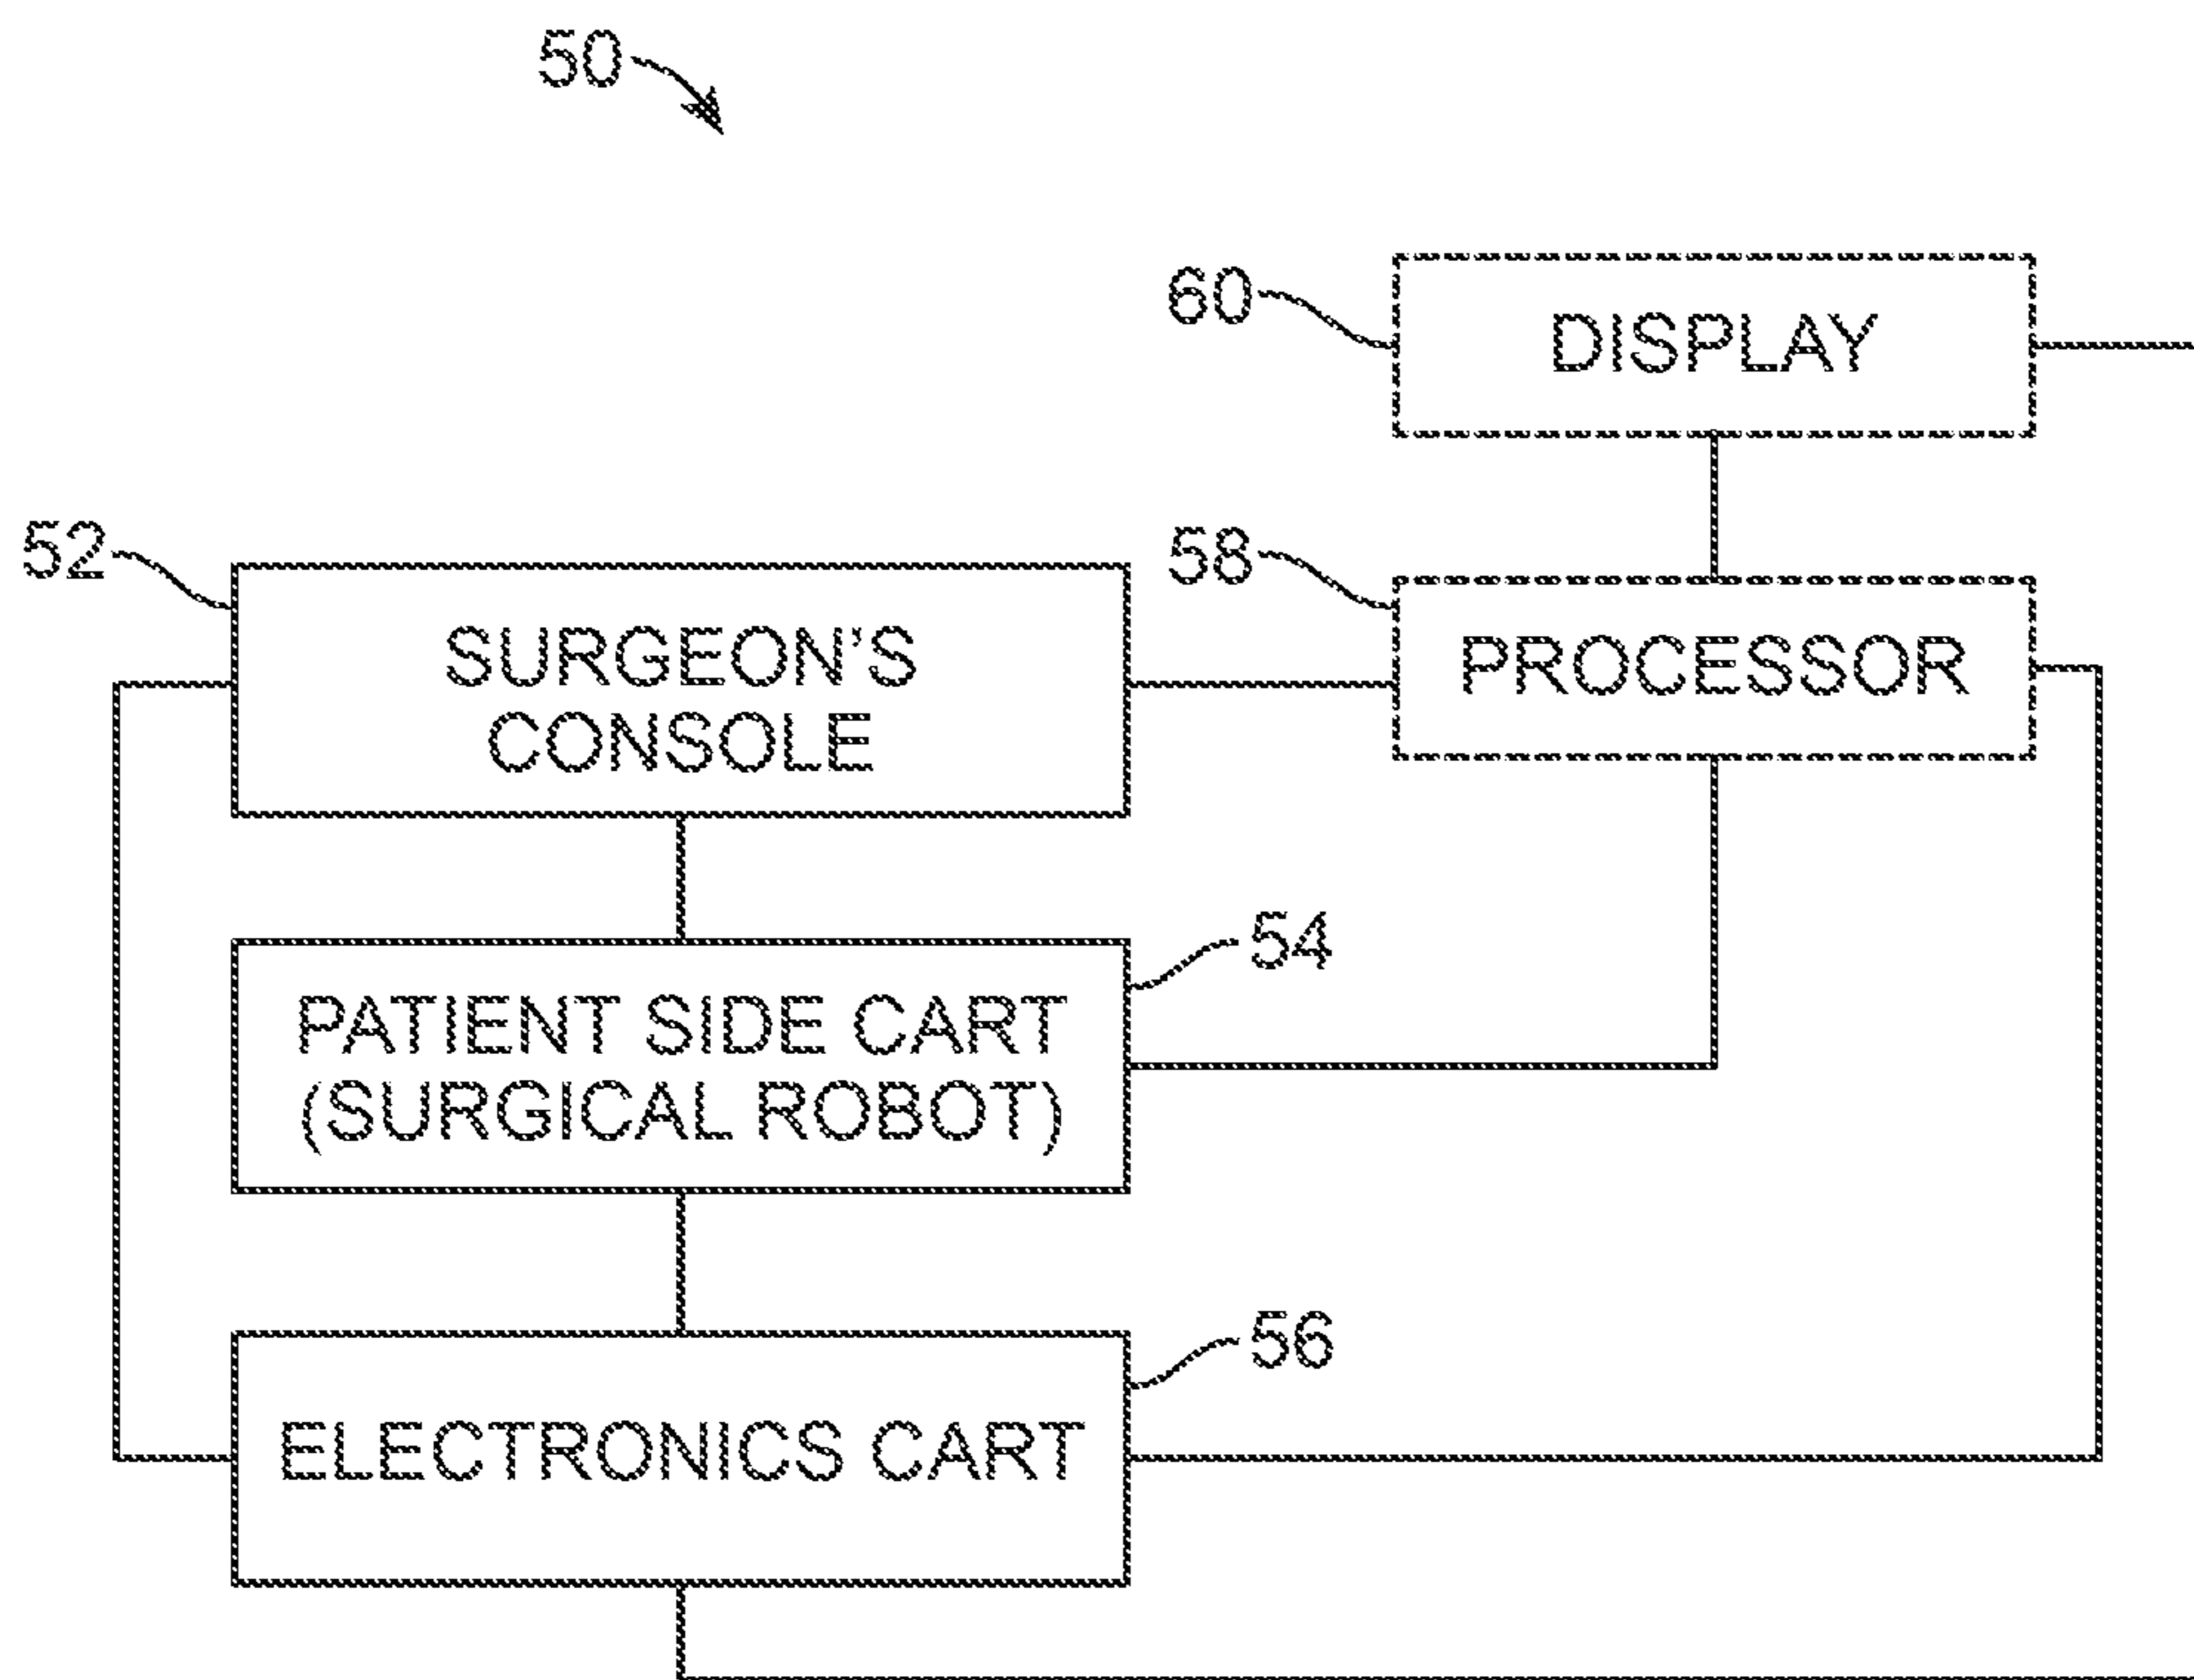 50
60
DISPLAY
52
58
SURGEON'S
CONSOLE
PROCESSOR
54
PATIENT SIDE CART
(SURGICAL ROBOT)
56
ELECTRONICS CART